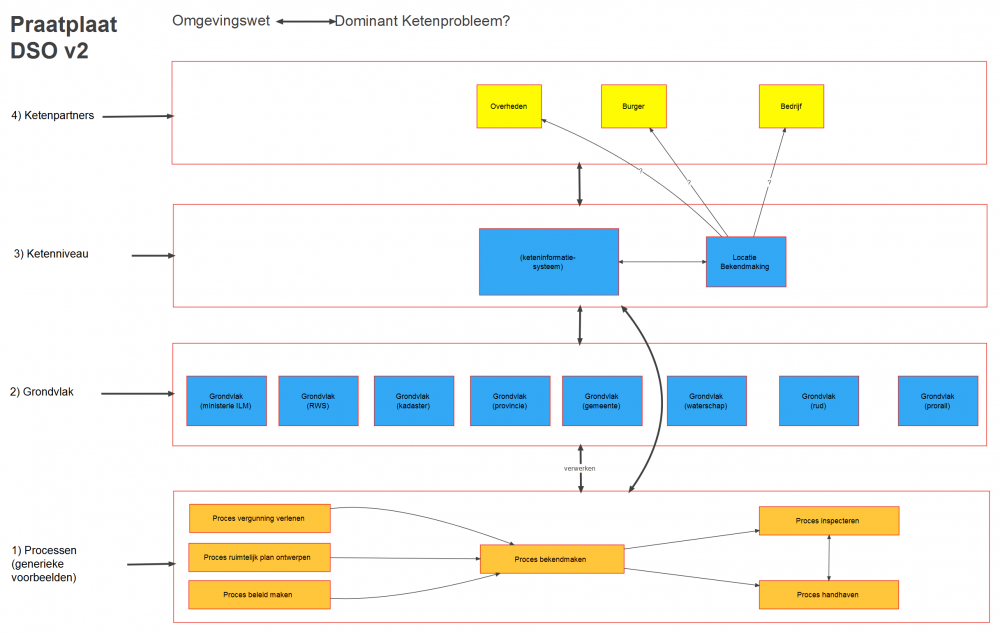 Praatplaat
DSO v2
Omgevingswet
Dominant Ketenprobleem?
4) Ketenpartners
Overheden
Burger
Bedrijf
?
?
?
3) Ketenniveau
(keteninformatie-
systeem)
Locatie
Bekendmaking
2) Grondvlak
Grondvlak
(ministerie ILM)
Grondvlak
(RWS)
Grondvlak
(kadaster)
Grondvlak
(provincie)
Grondvlak
(gemeente)
Grondvlak
(waterschap)
Grondvlak
(rud)
Grondvlak
(prorail)
verwerken
1) Processen
(generieke
voorbeelden)
Proces vergunning verlenen
Proces ruimtelijk plan ontwerpen
Proces beleid maken
Proces bekendmaken
Proces inspecteren
Proces handhaven